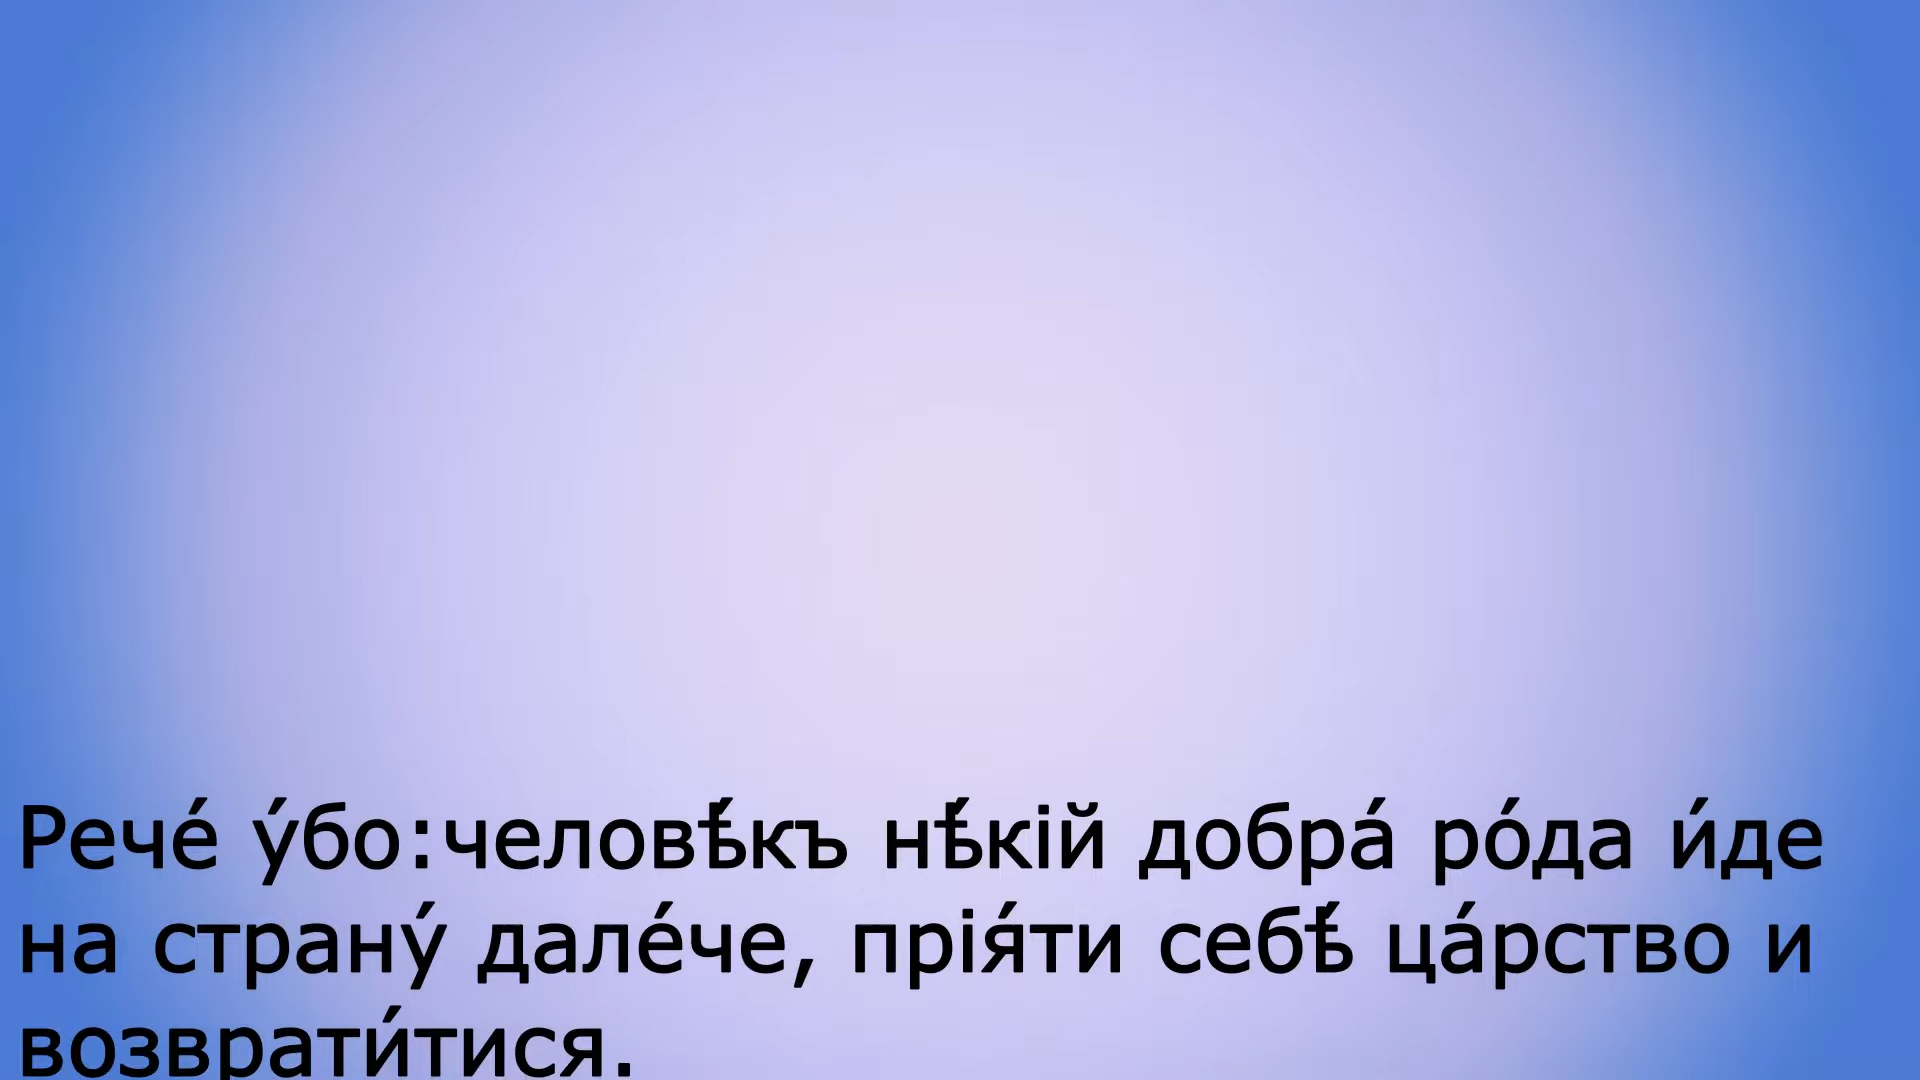 Рече́ у́бо:человѣ́къ нѣ́кій добра́ ро́да и́де
на страну́ дале́че, прія́ти себѣ́ ца́рство и
возврати́тися.